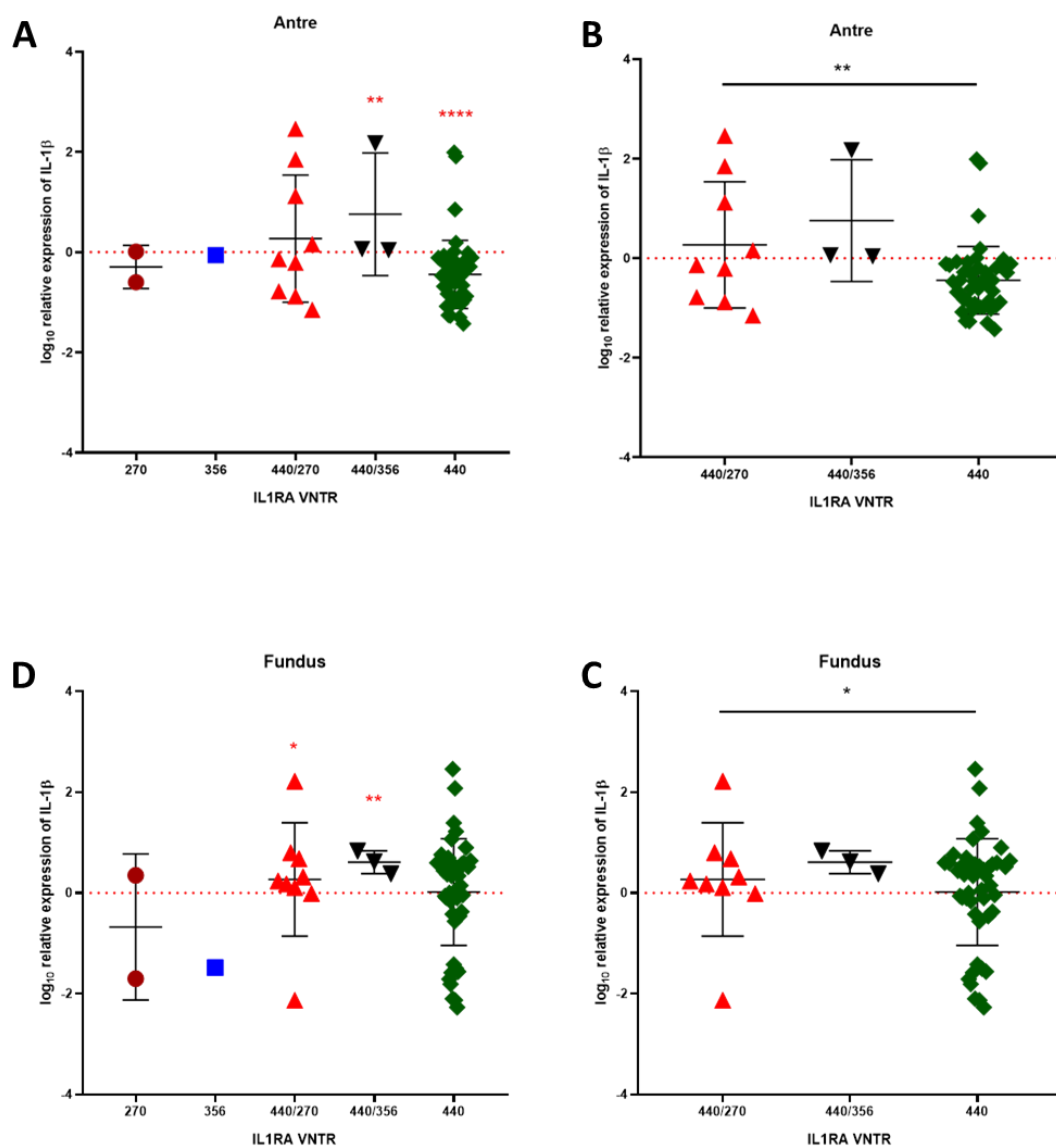 A
Antre
4
2
0
-2
-4
log10 relative expression of IL-1β
** ****
270 356 440/270 440/356 440
IL1RA VNTR
B
Antre
4
2
0
-2
-4
log10 relative expression of IL-1β
**
440/270 440/356 440
IL1RA VNTR
D
Fundus
4
2
0
-2
-4
log10 relative expression of IL-1β
* **
270 356 440/270 440/356 440
IL1RA VNTR
C
Fundus
4
2
0
-2
-4
log10 relative expression of IL-1β
*
440/270 440/356 440
IL1RA VNTR